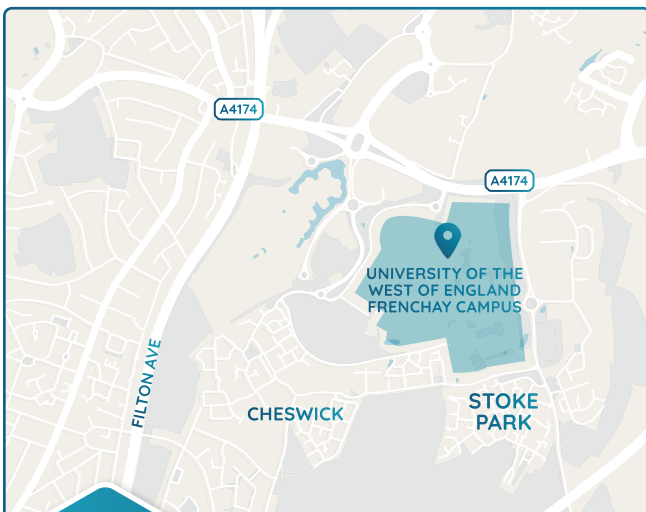 A4174
A4174
UNIVERSITY OF THE
WEST OF ENGLAND
FRENCHAY CAMPUS
FILTON AVE
CHESWICK
STOKE
PARK